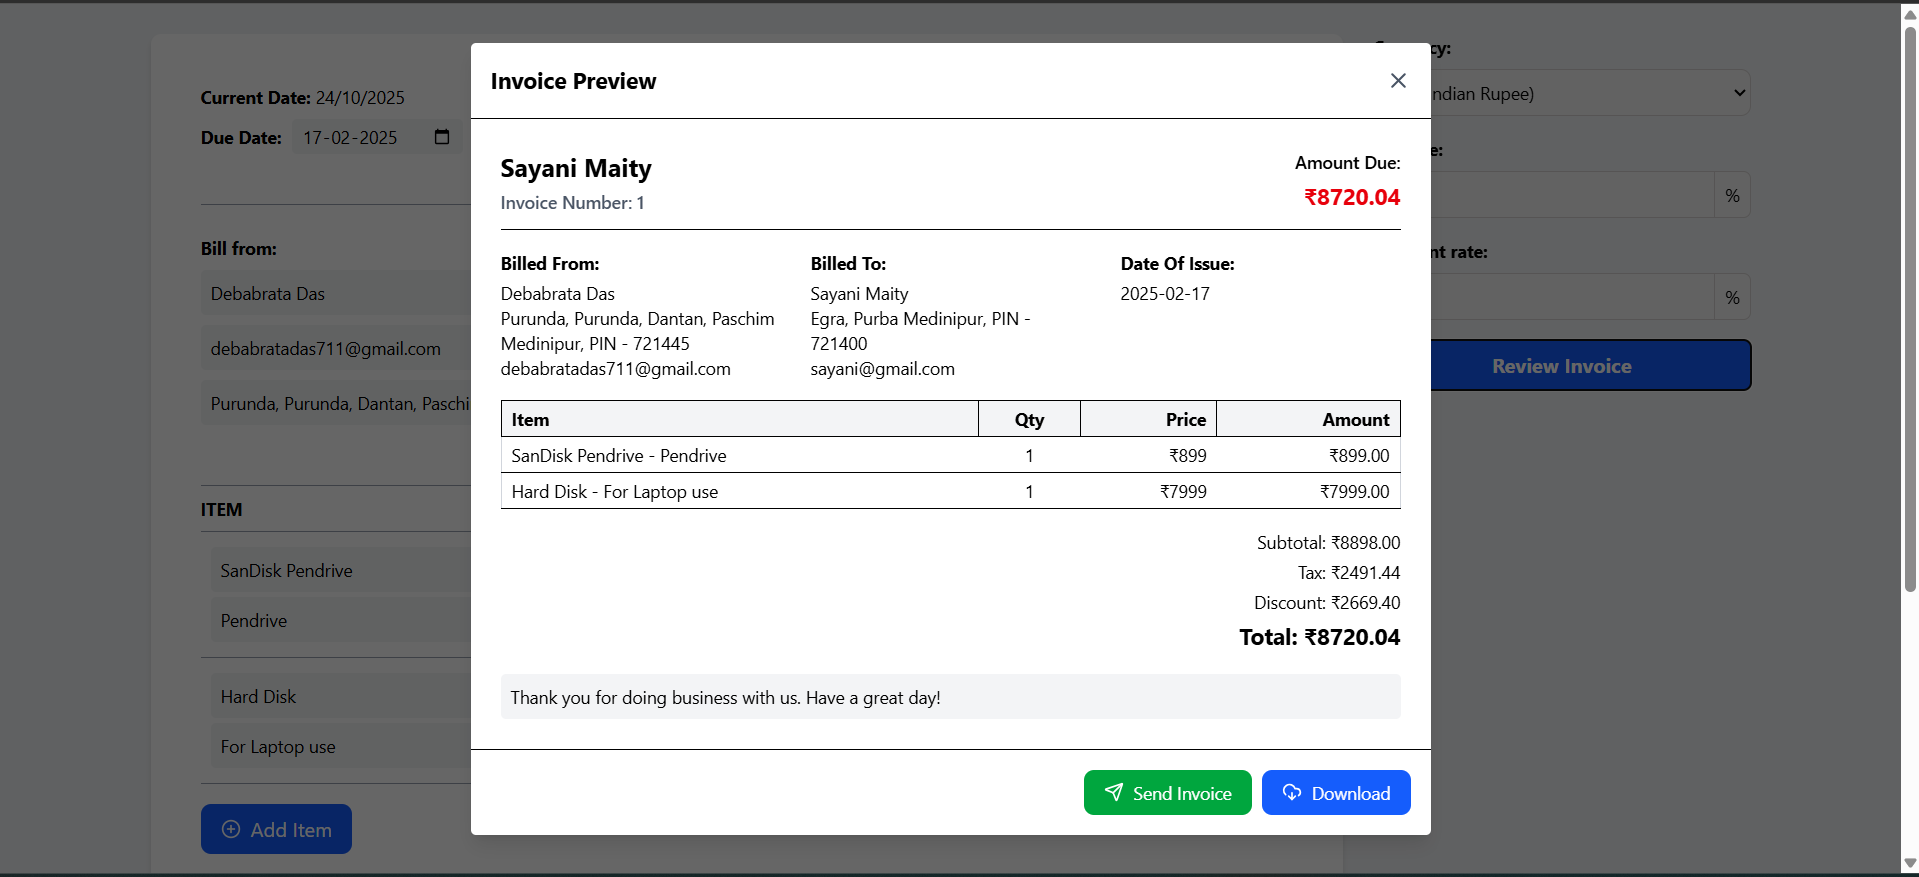 Current Date: 24/10/2025
Due Date: 17-02-2025
Bill from:
Debabrata Das
debabratadas711@gmail.com
Purunda, Purunda, Dantan, Paschi
ITEM
SanDisk Pendrive
Pendrive
Hard Disk
For Laptop use
Add Item
Invoice Preview
Sayani Maity
Invoice Number: 1
Amount Due:
₹8720.04
Billed From:
Debabrata Das
Purunda, Purunda, Dantan, Paschim
Medinipur, PIN - 721445
debabratadas711@gmail.com
Billed To:
Sayani Maity
Egra, Purba Medinipur, PIN -
721400
sayani@gmail.com
Date Of Issue:
2025-02-17
Item Qty Price Amount
SanDisk Pendrive - Pendrive 1 ₹899 ₹899.00
Hard Disk - For Laptop use 1 ₹7999 ₹7999.00
Subtotal: ₹8898.00
Tax: ₹2491.44
Discount: ₹2669.40
Total: ₹8720.04
Thank you for doing business with us. Have a great day!
Send Invoice
Download
cy:
ndian Rupee)
e:
%
nt rate:
%
Review Invoice